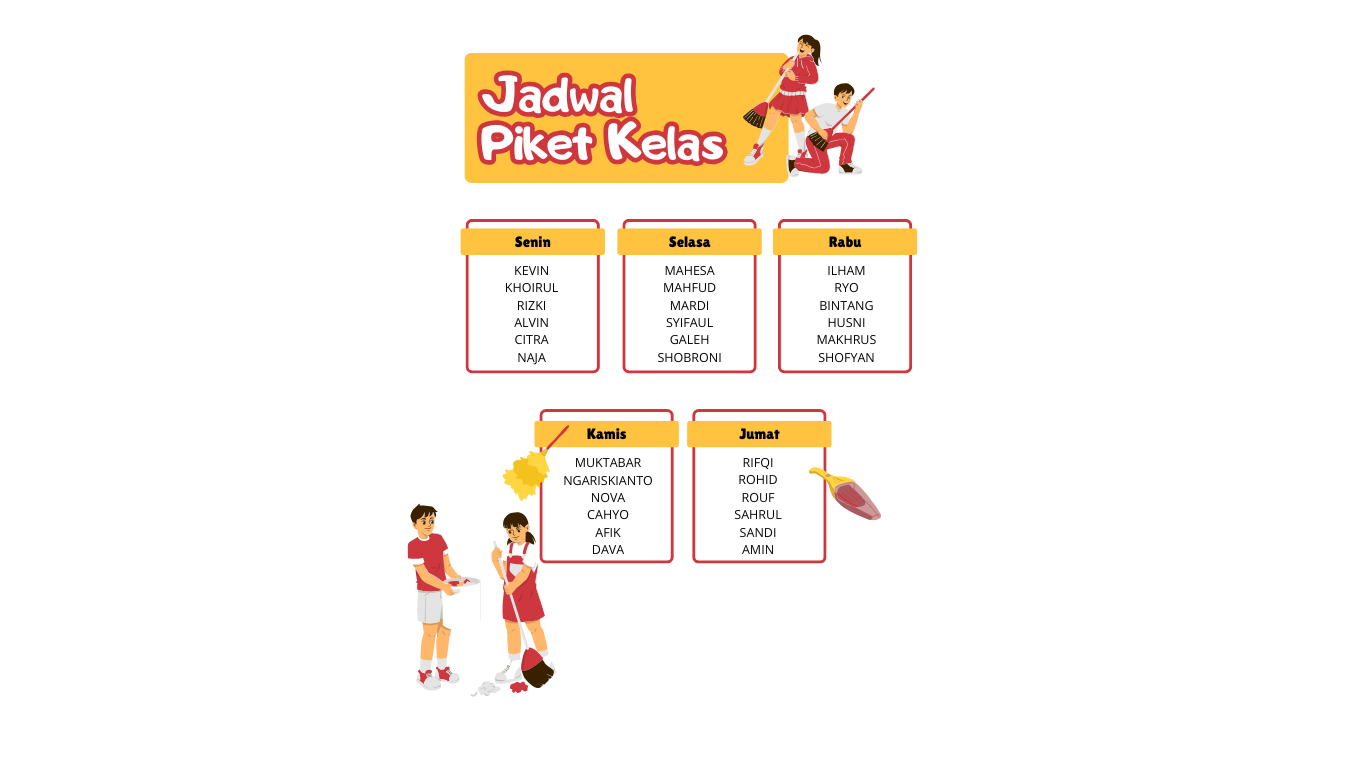 Jadwal
Piket Kelas
Senin
KEVIN
KHOIRUL
RIZKI
ALVIN
CITRA
NAJA
Selasa
MAHESA
MAHFUD
MARDI
SYIFAUL
GALEH
SHOBRONI
Rabu
ILHAM
RYO
BINTANG
HUSNI
MAKHRUS
SHOFYAN
Kamis
MUKTABAR
NGARISKIANTO
NOVA
CAHYO
AFIK
DAVA
Jumat
RIFQI
ROHID
ROUF
SAHRUL
SANDI
AMIN